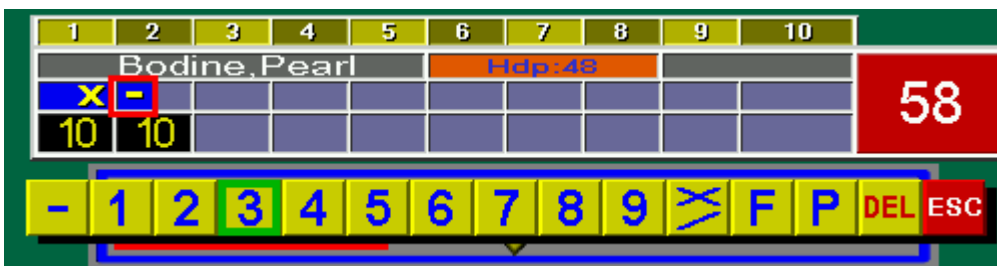 1 2 3 4 5 6 7 8 9 10
Bodine,Pearl Hdp:48
X -
58
10 10
- 1 2 3 4 5 6 7 8 9 X/ F P DEL ESC